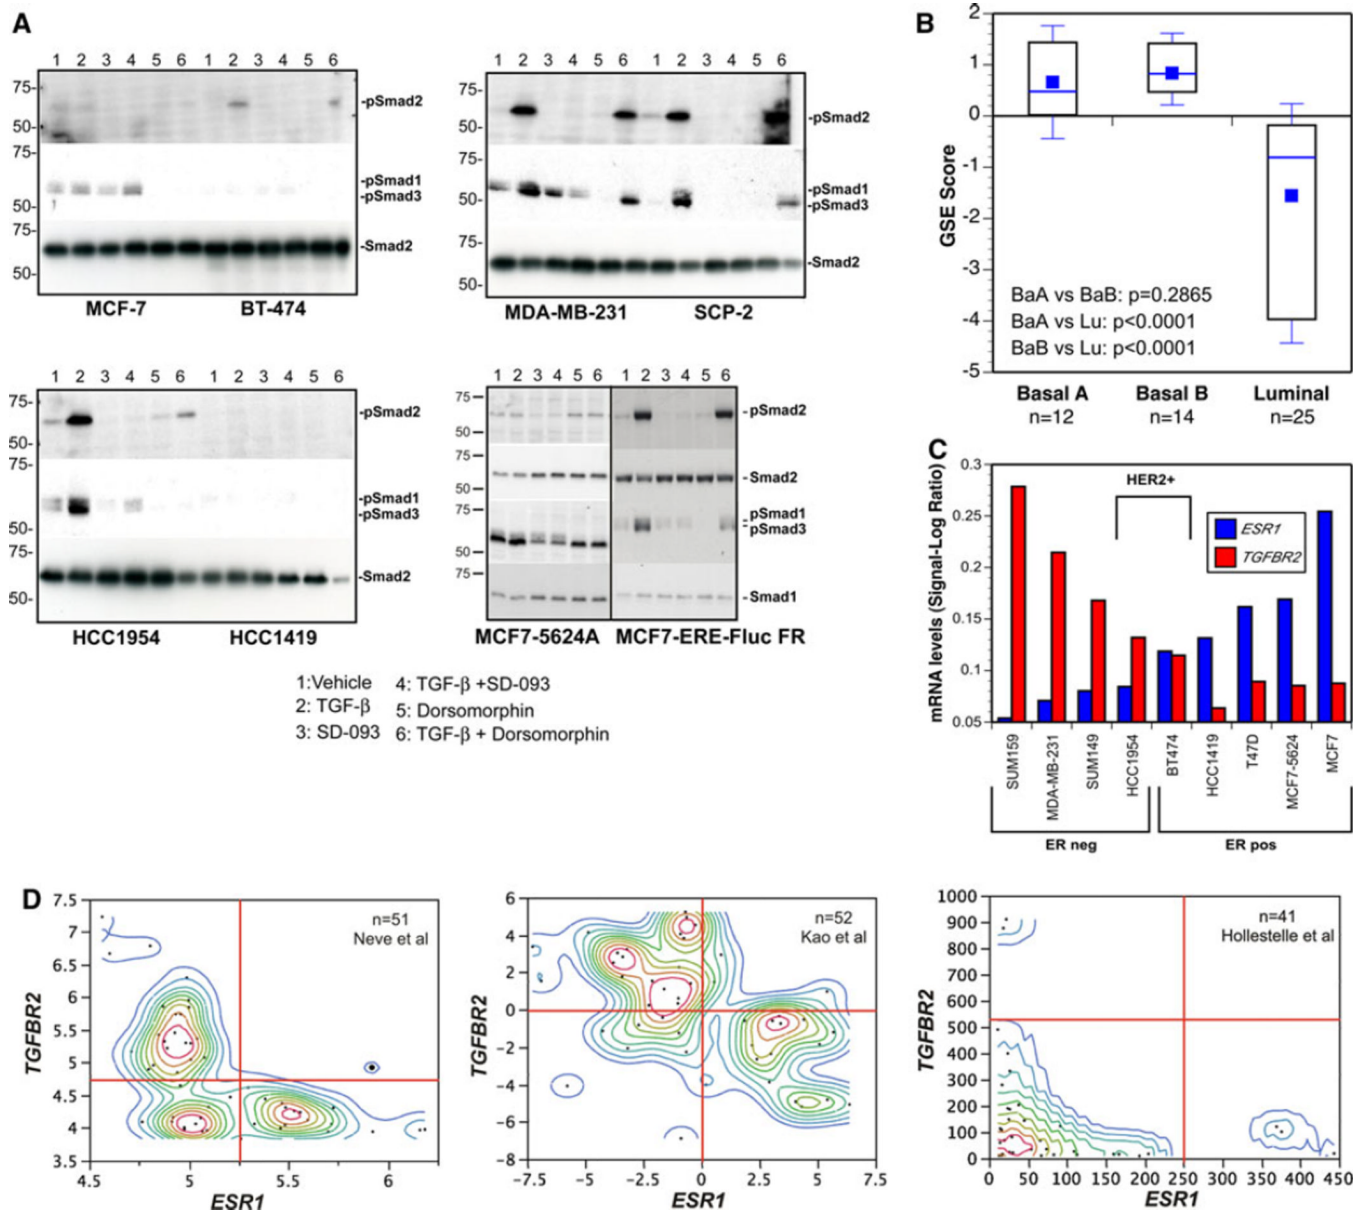 A
1 2 3 4 5 6 1 2 3 4 5 6
75-
-pSmad2
50-
75-
-pSmad1
-pSmad3
50-
75-
-Smad2
50-
MCF-7 BT-474
1 2 3 4 5 6 1 2 3 4 5 6
75-
-pSmad2
50-
75-
-pSmad1
-pSmad3
50-
75-
-Smad2
50-
MDA-MB-231 SCP-2
1 2 3 4 5 6 1 2 3 4 5 6
75-
-pSmad2
50-
75-
-pSmad1
-pSmad3
50-
75-
-Smad2
50-
HCC1954 HCC1419
1 2 3 4 5 6 1 2 3 4 5 6
75-
-pSmad2
50-
75-
-Smad2
50-
75-
-pSmad1
-pSmad3
50-
75-
-Smad1
50-
MCF7-5624A MCF7-ERE-Fluc FR
1:Vehicle
2: TGF-β
3: SD-093
4: TGF-β +SD-093
5: Dorsomorphin
6: TGF-β + Dorsomorphin
B
GSE Score
2
1
0
-1
-2
-3
-4
-5
BaA vs BaB: p=0.2865
BaA vs Lu: p<0.0001
BaB vs Lu: p<0.0001
Basal A Basal B Luminal
n=12 n=14 n=25
C
mRNA levels (Signal-Log Ratio)
0.3
0.25
0.2
0.15
0.1
0.05
HER2+
ESR1
TGFBR2
SUM159
MDA-MB-231
SUM149
HCC1954
BT474
HCC1419
T47D
MCF7-5624
MCF7
ER neg ER pos
D
TGFBR2
7.5
7
6.5
6
5.5
5
4.5
4
3.5
n=51
Neve et al
4.5 5 5.5 6
ESR1
TGFBR2
6
4
2
0
-2
-4
-6
-8
n=52
Kao et al
-7.5 -5 -2.5 0 2.5 5 7.5
ESR1
TGFBR2
1000
900
800
700
600
500
400
300
200
100
0
n=41
Hollestelle et al
0 50 100 150 200 250 300 350 400 450
ESR1